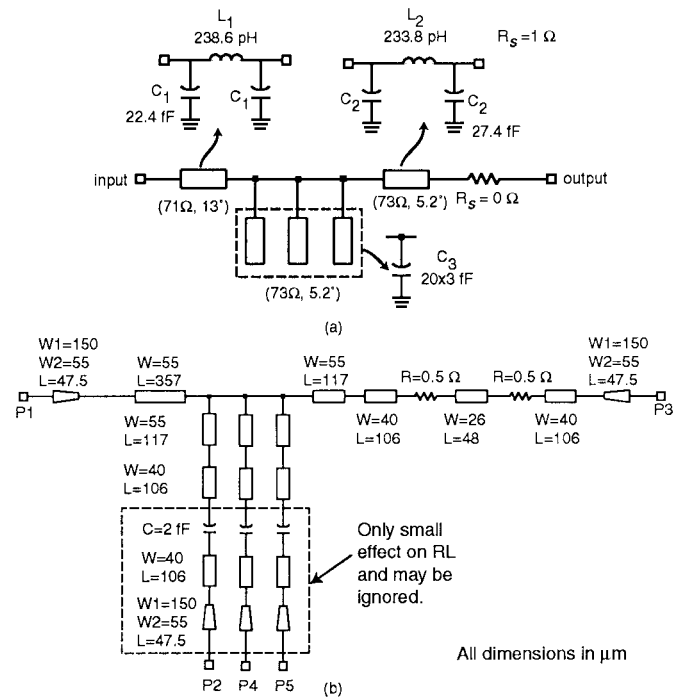 L1
238.6 pH
L2
233.8 pH
RS=1 Ω
C1
C1
22.4 fF
C2
C2
27.4 fF
input
output
(71Ω, 13°)
(73Ω, 5.2°)
RS=0 Ω
(73Ω, 5.2°)
C3
20x3 fF
(a)
W1=150
W2=55
L=47.5
P1
W=55
L=357
W=55
L=117
W=40
L=106
W=55
L=117
R=0.5 Ω
R=0.5 Ω
W=40
L=106
W=26
L=48
W=40
L=106
W1=150
W2=55
L=47.5
P3
C=2 fF
W=40
L=106
W1=150
W2=55
L=47.5
Only small
effect on RL
and may be
ignored.
P2 P4 P5
(b)
All dimensions in μm